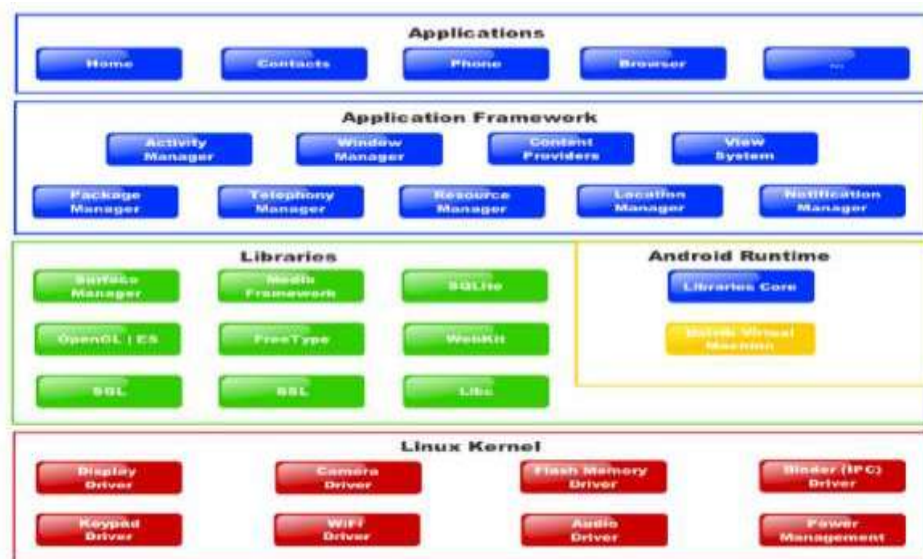 Applications
Home Contacts Phone Browser ...
Application Framework
Activity Manager Window Manager Content Providers View System
Package Manager Telephony Manager Resource Manager Location Manager Notification Manager
Libraries Android Runtime
Surface Manager Media Framework SQLite Libraries Core
OpenGL | ES FreeType WebKit Dalvik Virtual Machine
SGL SSL Libc
Linux Kernel
Display Driver Camera Driver Flash Memory Driver Binder (IPC) Driver
Keypad Driver WiFi Driver Audio Driver Power Management